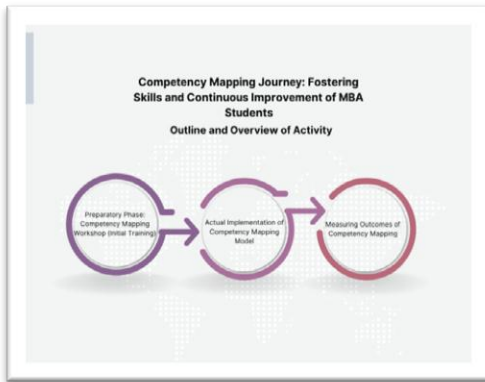 Competency Mapping Journey: Fostering
Skills and Continuous Improvement of MBA
Students
Outline and Overview of Activity
Preparatory Phase:
Competency Mapping
Workshop (Initial Training)
Actual Implementation of
Competency Mapping
Model
Measuring Outcomes of
Competency Mapping